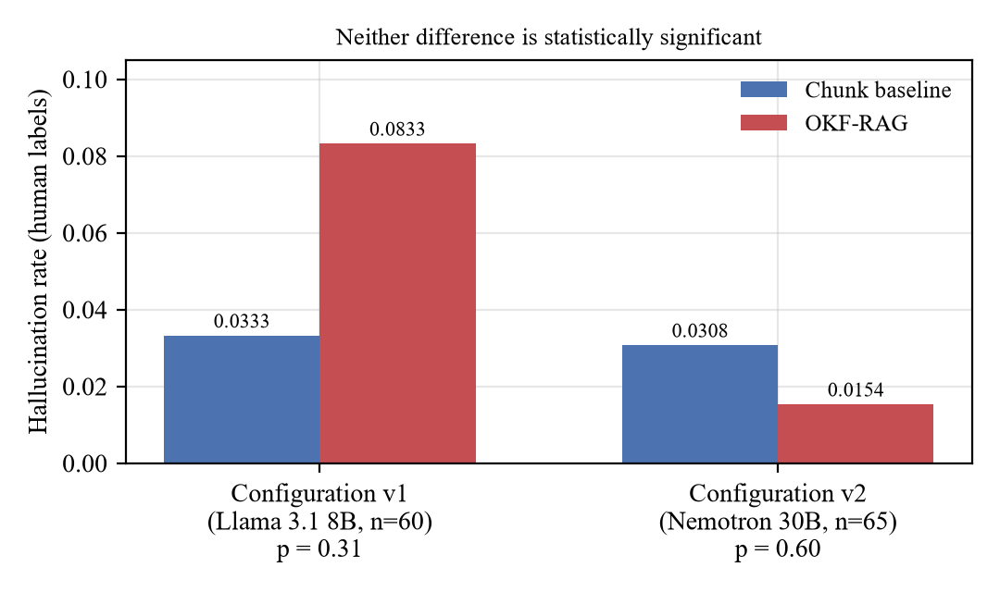 Neither difference is statistically significant
Hallucination rate (human labels)
0.10
0.08
0.06
0.04
0.02
0.00
Chunk baseline
OKF-RAG
0.0333
0.0833
0.0308
0.0154
Configuration v1
(Llama 3.1 8B, n=60)
p = 0.31
Configuration v2
(Nemotron 30B, n=65)
p = 0.60